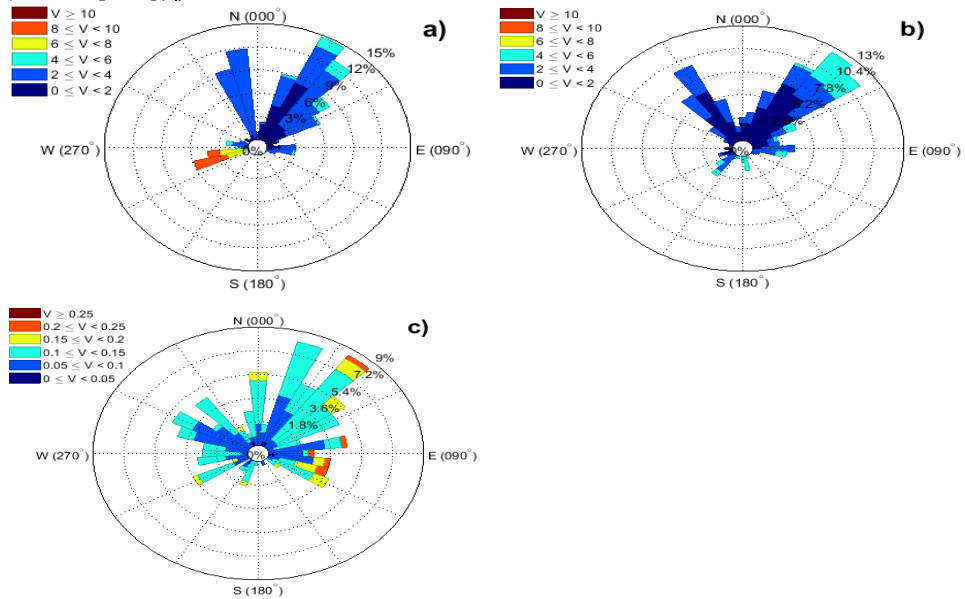 V ≥ 10
8 ≤ V < 10
6 ≤ V < 8
4 ≤ V < 6
2 ≤ V < 4
0 ≤ V < 2
N (000°)
a)
15%
12%
9%
6%
3%
0%
W (270°)
E (090°)
S (180°)
V ≥ 10
8 ≤ V < 10
6 ≤ V < 8
4 ≤ V < 6
2 ≤ V < 4
0 ≤ V < 2
N (000°)
b)
13%
10.4%
7.8%
5.2%
0%
W (270°)
E (090°)
S (180°)
V ≥ 0.25
0.2 ≤ V < 0.25
0.15 ≤ V < 0.2
0.1 ≤ V < 0.15
0.05 ≤ V < 0.1
0 ≤ V < 0.05
N (000°)
c)
9%
7.2%
5.4%
3.6%
1.8%
0%
W (270°)
E (090°)
S (180°)